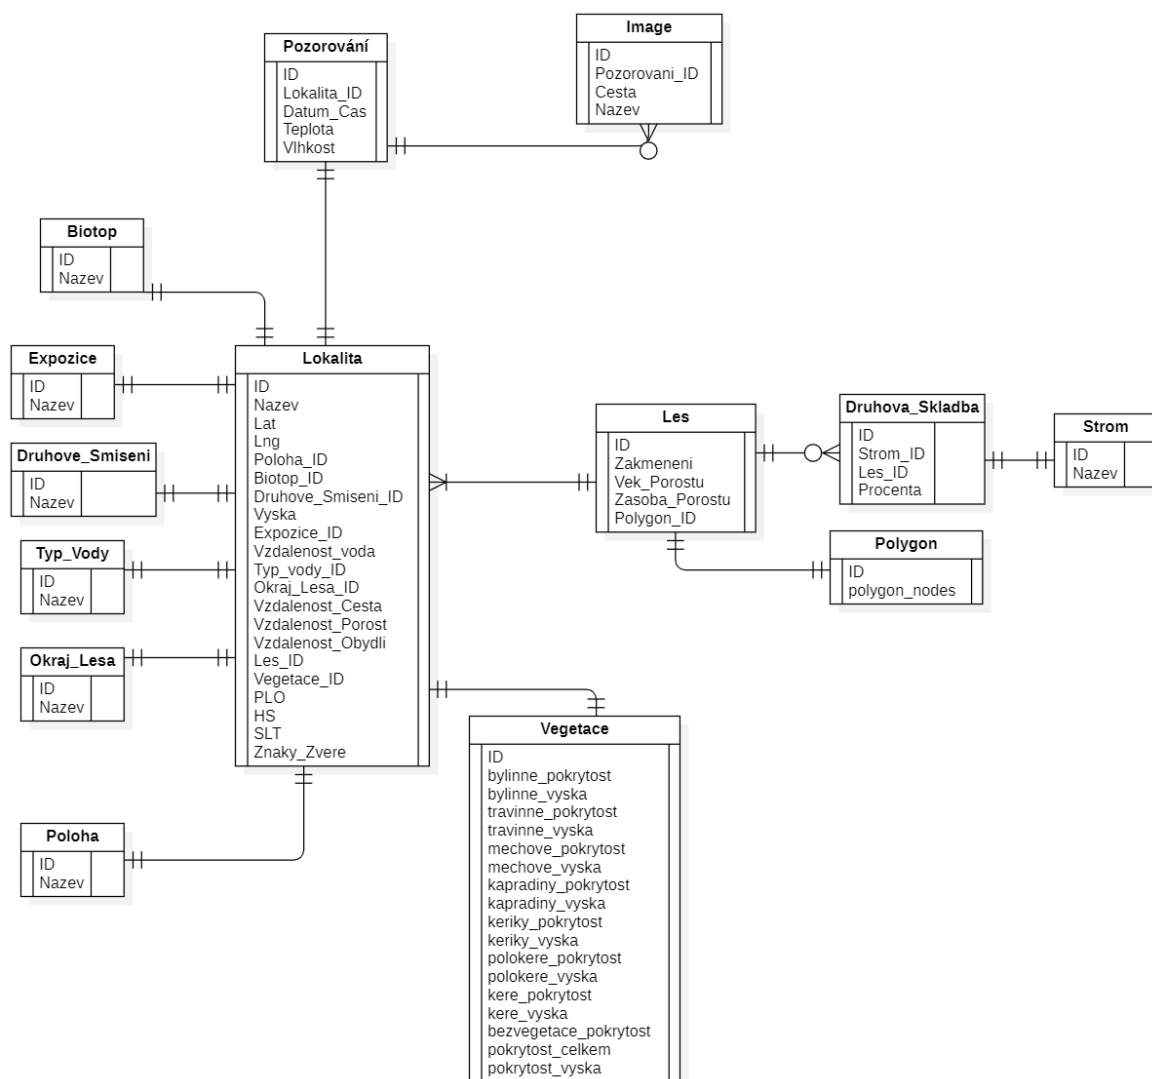 Image
ID
Pozorovani_ID
Cesta
Nazev
Pozorování
ID
Lokalita_ID
Datum_Cas
Teplota
Vlhkost
Biotop
ID
Nazev
Expozice
ID
Nazev
Druhove_Smiseni
ID
Nazev
Typ_Vody
ID
Nazev
Okraj_Lesa
ID
Nazev
Poloha
ID
Nazev
Lokalita
ID
Nazev
Lat
Lng
Poloha_ID
Biotop_ID
Druhove_Smiseni_ID
Vyska
Expozice_ID
Vzdalenost_voda
Typ_vody_ID
Okraj_Lesa_ID
Vzdalenost_Cesta
Vzdalenost_Porost
Vzdalenost_Obydli
Les_ID
Vegetace_ID
PLO
HS
SLT
Znaky_Zvere
Les
ID
Zakmeneni
Vek_Porostu
Zasoba_Porostu
Polygon_ID
Druhova_Skladba
ID
Strom_ID
Les_ID
Procenta
Strom
ID
Nazev
Polygon
ID
polygon_nodes
Vegetace
ID
bylinne_pokrytost
bylinne_vyska
travinne_pokrytost
travinne_vyska
mechove_pokrytost
mechove_vyska
kapradiny_pokrytost
kapradiny_vyska
keriky_pokrytost
keriky_vyska
polokere_pokrytost
polokere_vyska
kere_pokrytost
kere_vyska
bezvegetace_pokrytost
pokrytost_celkem
pokrytost_vyska